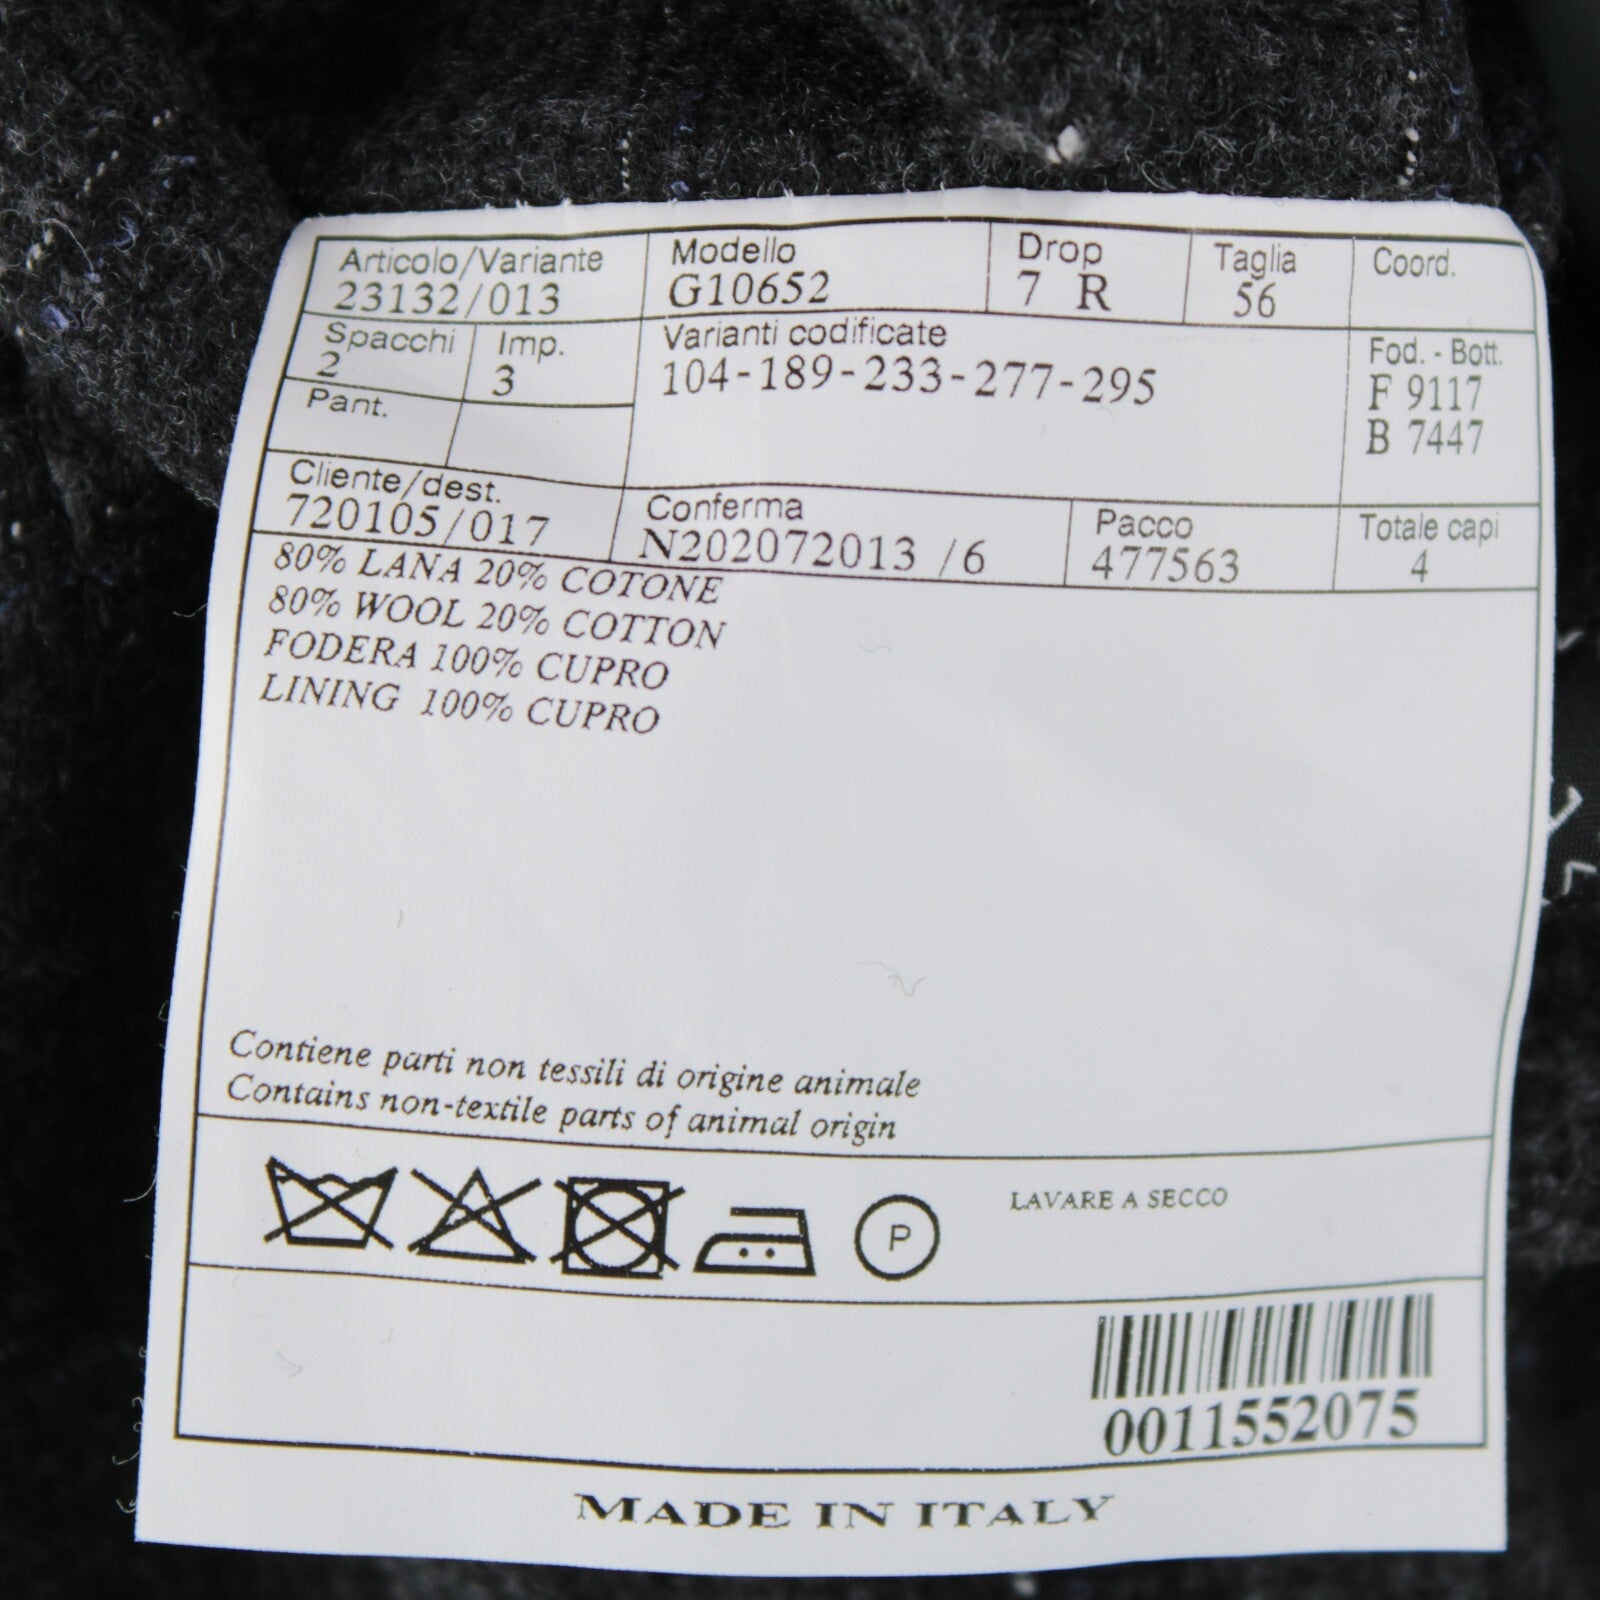 Articolo/Variante Modello Drop Taglia Coord.
23132/013 G10652 7 R 56
Spacchi Imp. Varianti codificate Fod. - Bott.
2 3 104-189-233-277-295 F 9117
Pant. B 7447
Cliente/dest. Conferma Pacco Totale capi
720105/017 N202072013 /6 477563 4
80% LANA 20% COTONE
80% WOOL 20% COTTON
FODERA 100% CUPRO
LINING 100% CUPRO
Contiene parti non tessili di origine animale
Contains non-textile parts of animal origin
P LAVARE A SECCO
0011552075
MADE IN ITALY